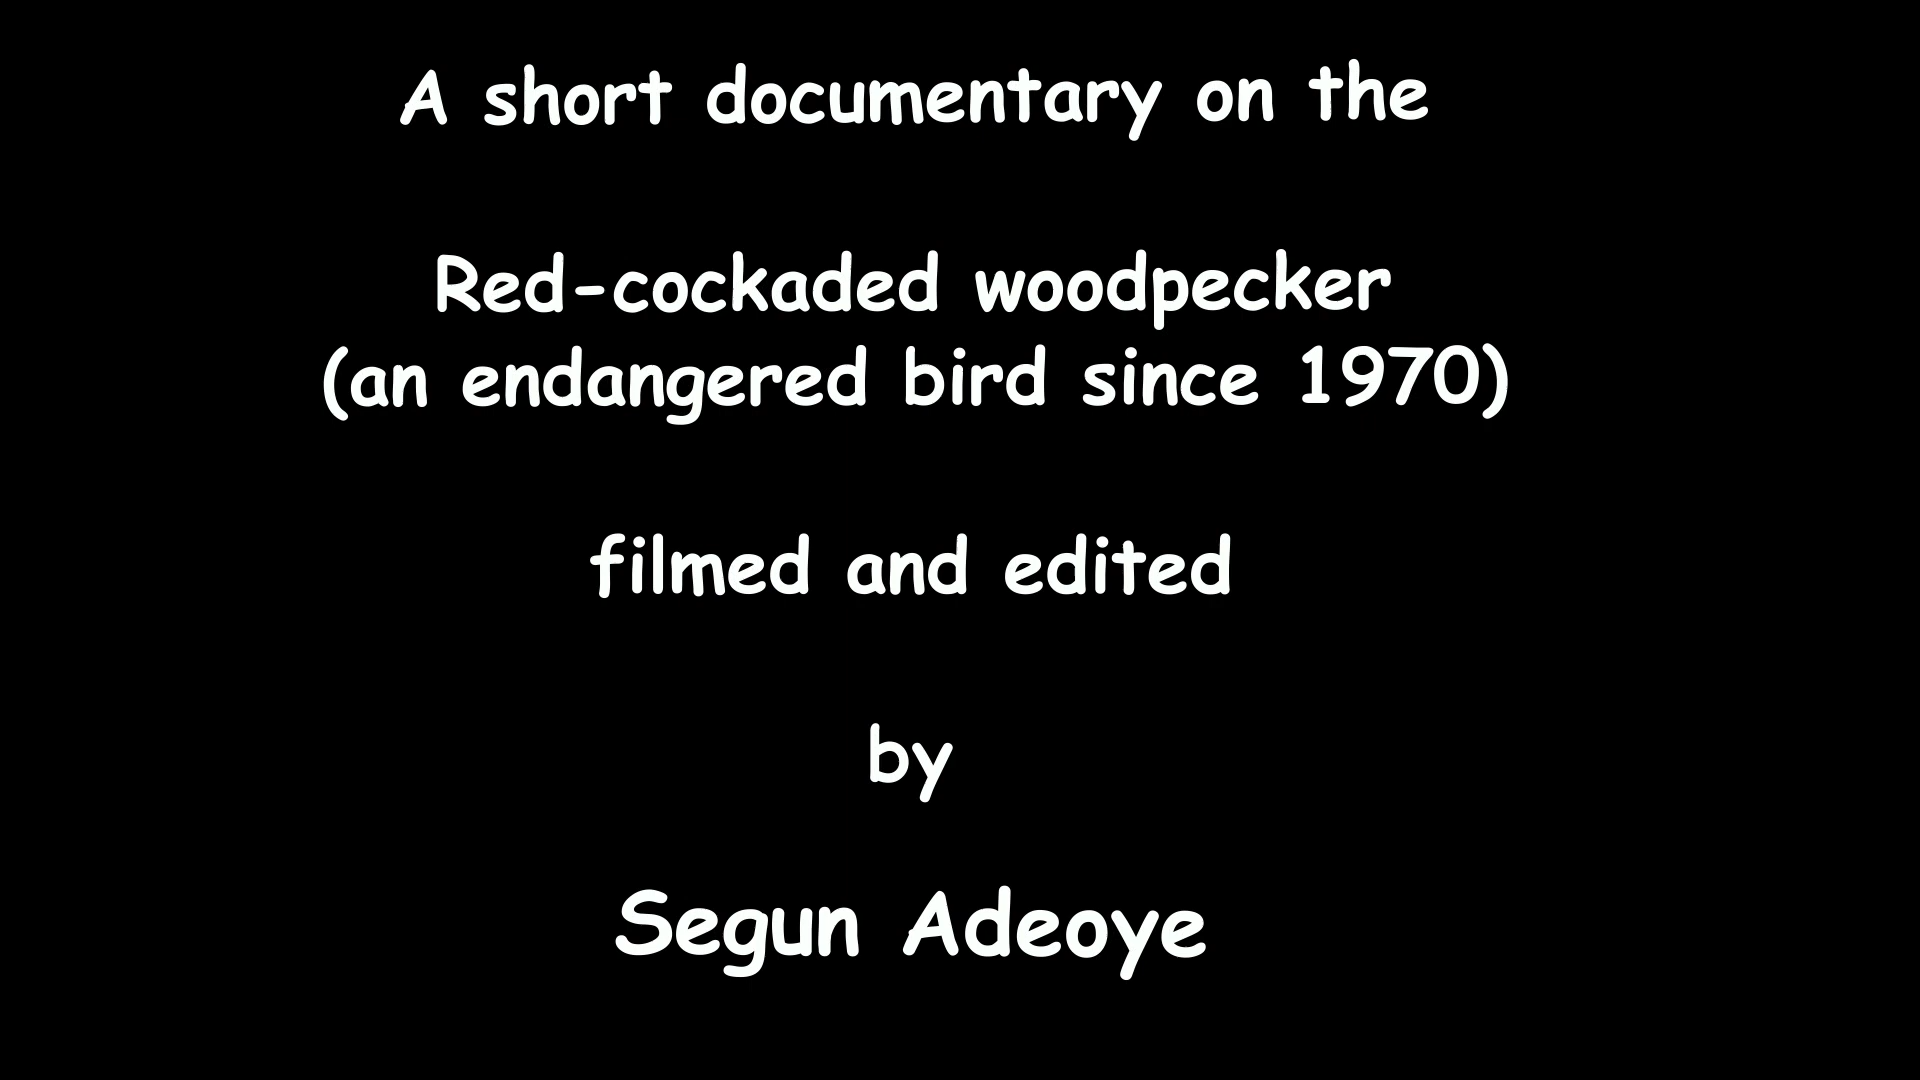 A short documentary on the
Red-cockaded woodpecker
(an endangered bird since 1970)
filmed and edited
by
Segun Adeoye